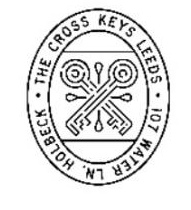 THE CROSS KEYS LEEDS • 107 WATER LN. HOLBECK •